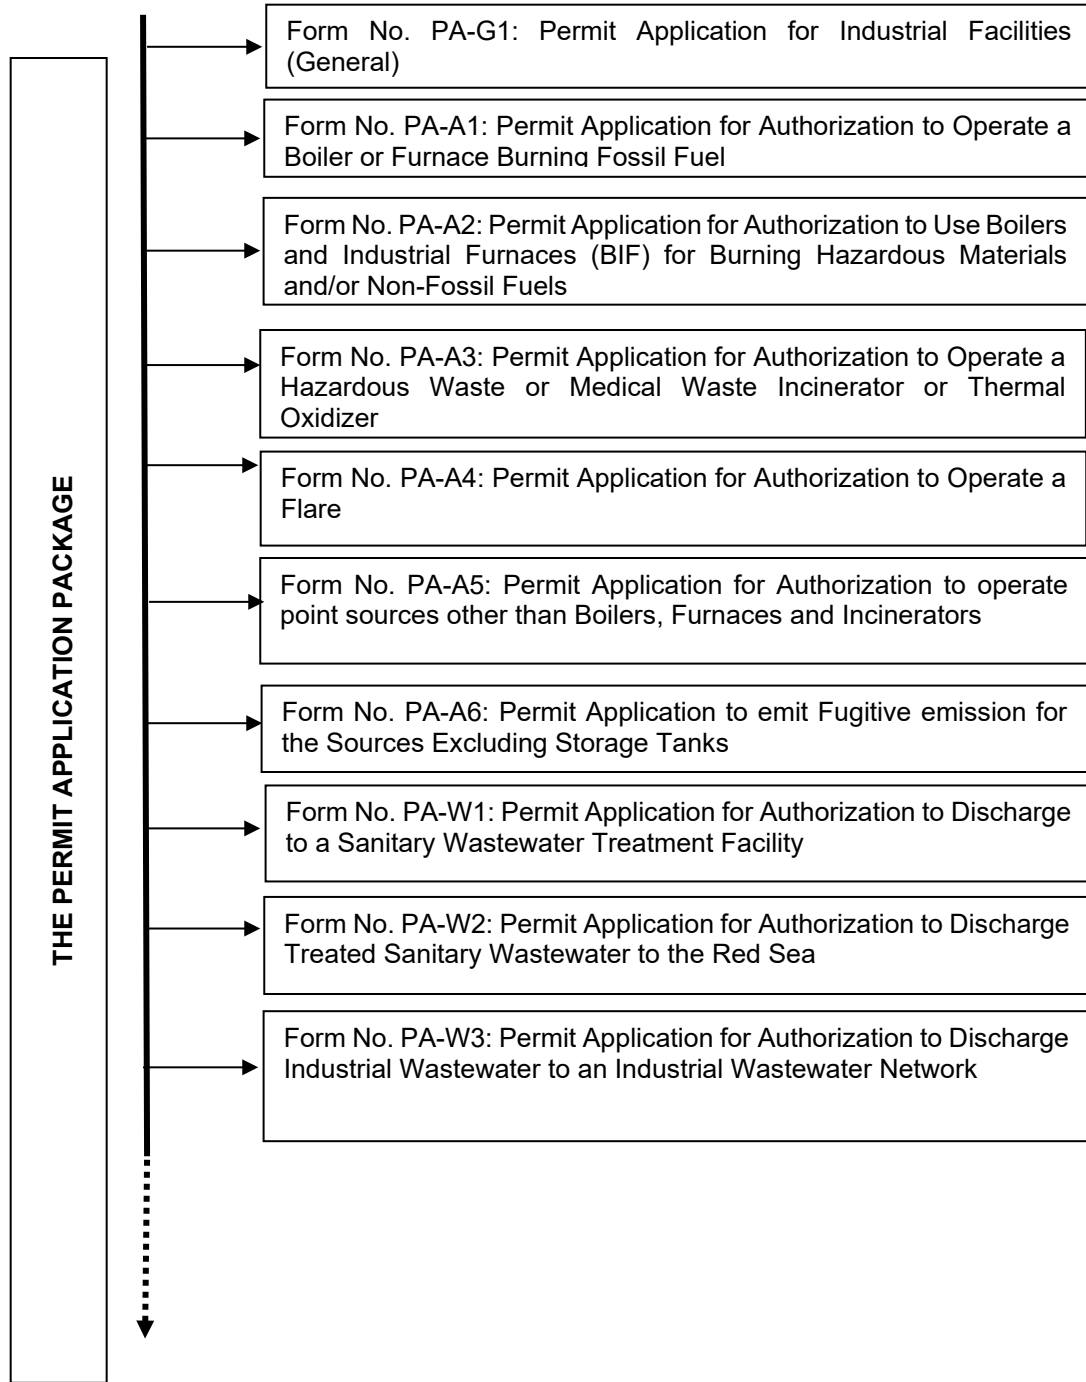 Form No. PA-G1: Permit Application for Industrial Facilities
(General)
Form No. PA-A1: Permit Application for Authorization to Operate a
Boiler or Furnace Burning Fossil Fuel
Form No. PA-A2: Permit Application for Authorization to Use Boilers
and Industrial Furnaces (BIF) for Burning Hazardous Materials
and/or Non-Fossil Fuels
Form No. PA-A3: Permit Application for Authorization to Operate a
Hazardous Waste or Medical Waste Incinerator or Thermal
Oxidizer
Form No. PA-A4: Permit Application for Authorization to Operate a
Flare
Form No. PA-A5: Permit Application for Authorization to operate
point sources other than Boilers, Furnaces and Incinerators
Form No. PA-A6: Permit Application to emit Fugitive emission for
the Sources Excluding Storage Tanks
Form No. PA-W1: Permit Application for Authorization to Discharge
to a Sanitary Wastewater Treatment Facility
Form No. PA-W2: Permit Application for Authorization to Discharge
Treated Sanitary Wastewater to the Red Sea
Form No. PA-W3: Permit Application for Authorization to Discharge
Industrial Wastewater to an Industrial Wastewater Network
THE PERMIT APPLICATION PACKAGE